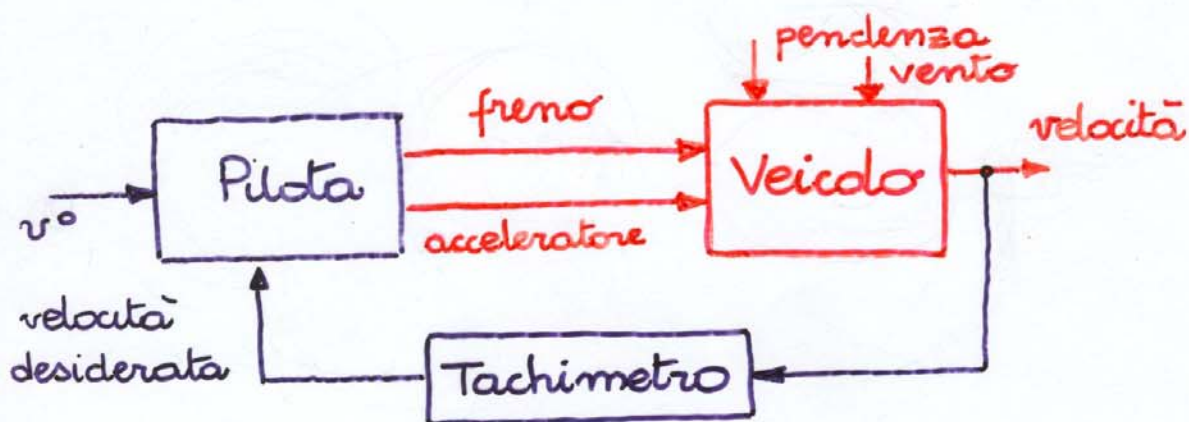 pendenza
vento
freno
velocità
Pilota
Veicolo
v°
acceleratore
velocità
desiderata
Tachimetro